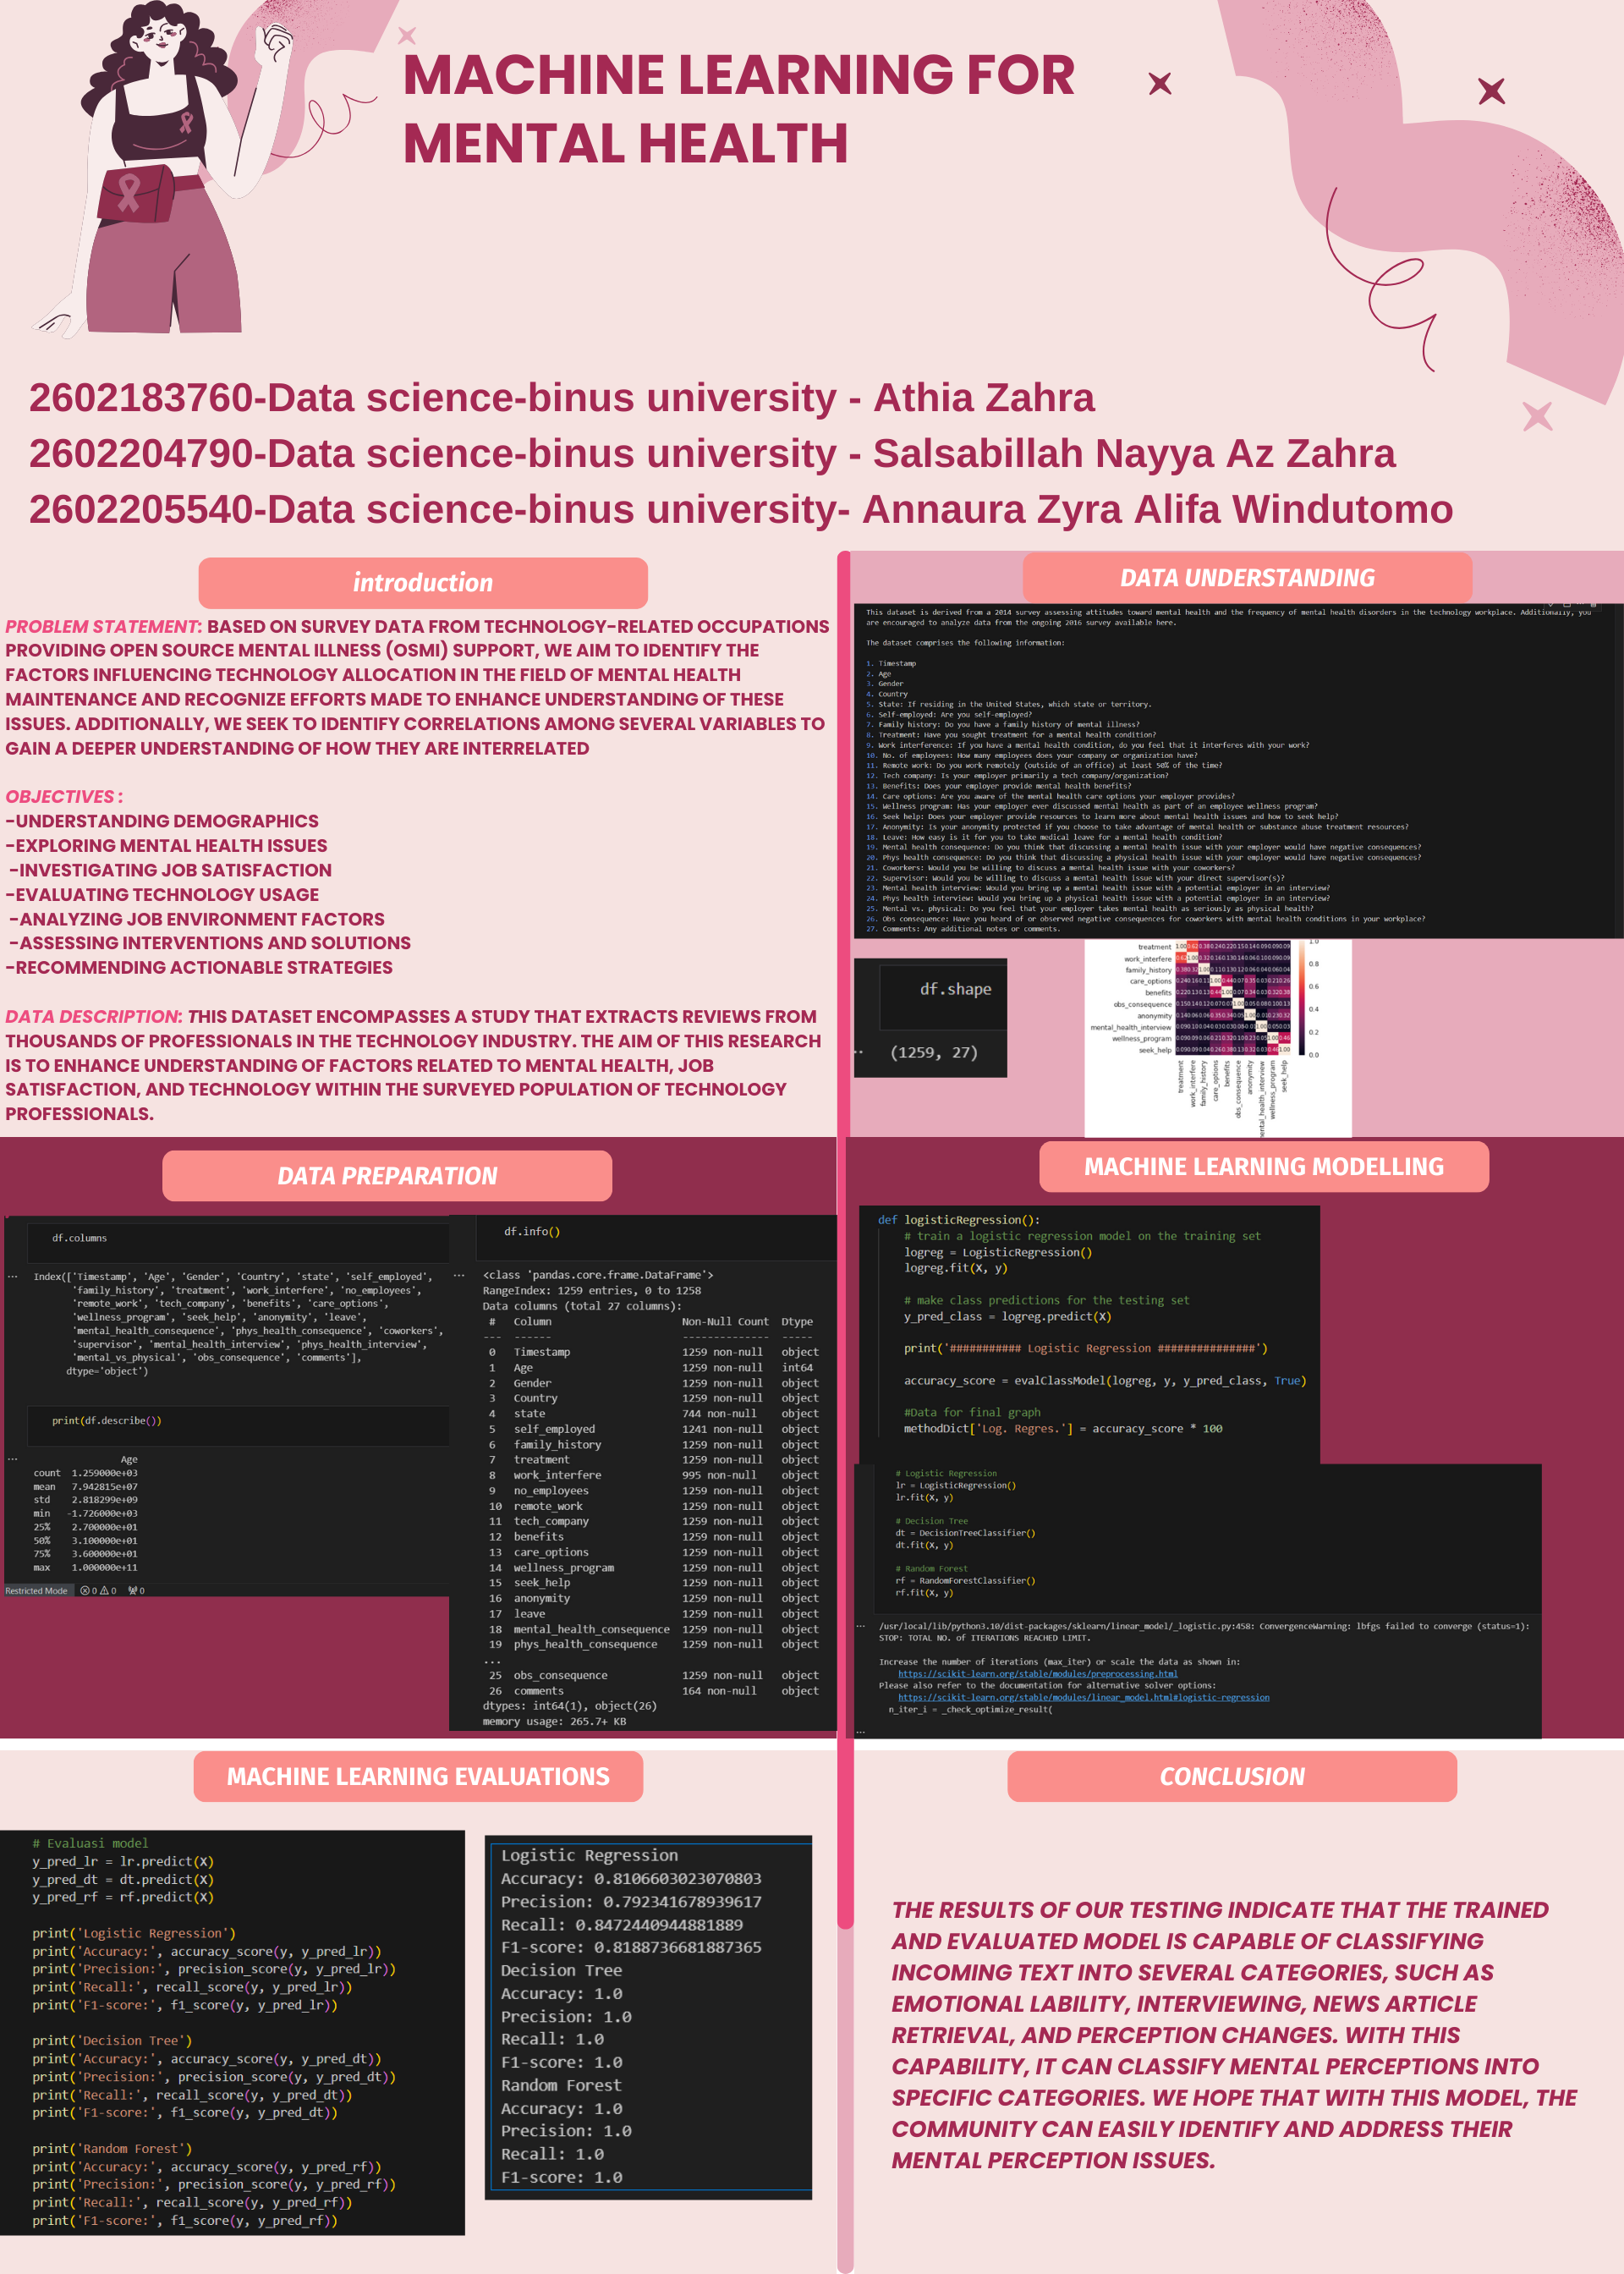 MACHINE LEARNING FOR
MENTAL HEALTH
2602183760-Data science-binus university - Athia Zahra
2602204790-Data science-binus university - Salsabillah Nayya Az Zahra
2602205540-Data science-binus university- Annaura Zyra Alifa Windutomo
introduction
PROBLEM STATEMENT: BASED ON SURVEY DATA FROM TECHNOLOGY-RELATED OCCUPATIONS
PROVIDING OPEN SOURCE MENTAL ILLNESS (OSMI) SUPPORT, WE AIM TO IDENTIFY THE
FACTORS INFLUENCING TECHNOLOGY ALLOCATION IN THE FIELD OF MENTAL HEALTH
MAINTENANCE AND RECOGNIZE EFFORTS MADE TO ENHANCE UNDERSTANDING OF THESE
ISSUES. ADDITIONALLY, WE SEEK TO IDENTIFY CORRELATIONS AMONG SEVERAL VARIABLES TO
GAIN A DEEPER UNDERSTANDING OF HOW THEY ARE INTERRELATED
OBJECTIVES :
-UNDERSTANDING DEMOGRAPHICS
-EXPLORING MENTAL HEALTH ISSUES
-INVESTIGATING JOB SATISFACTION
-EVALUATING TECHNOLOGY USAGE
-ANALYZING JOB ENVIRONMENT FACTORS
-ASSESSING INTERVENTIONS AND SOLUTIONS
-RECOMMENDING ACTIONABLE STRATEGIES
DATA DESCRIPTION: THIS DATASET ENCOMPASSES A STUDY THAT EXTRACTS REVIEWS FROM
THOUSANDS OF PROFESSIONALS IN THE TECHNOLOGY INDUSTRY. THE AIM OF THIS RESEARCH
IS TO ENHANCE UNDERSTANDING OF FACTORS RELATED TO MENTAL HEALTH, JOB
SATISFACTION, AND TECHNOLOGY WITHIN THE SURVEYED POPULATION OF TECHNOLOGY
PROFESSIONALS.
DATA UNDERSTANDING
This dataset is derived from a 2014 survey assessing attitudes toward mental health and the frequency of mental health disorders in the technology workplace. Additionally, you
are encouraged to analyze data from the ongoing 2016 survey available here.
The dataset comprises the following information:
1. Timestamp
2. Age
3. Gender
4. Country
5. State: If residing in the United States, which state or territory.
6. Self-employed: Are you self-employed?
7. Family history: Do you have a family history of mental illness?
8. Treatment: Have you sought treatment for a mental health condition?
9. Work interference: If you have a mental health condition, do you feel that it interferes with your work?
10. No. of employees: How many employees does your company or organization have?
11. Remote work: Do you work remotely (outside of an office) at least 50% of the time?
12. Tech company: Is your employer primarily a tech company/organization?
13. Benefits: Does your employer provide mental health benefits?
14. Care options: Are you aware of the mental health care options your employer provides?
15. Wellness program: Has your employer ever discussed mental health as part of an employee wellness program?
16. Seek help: Does your employer provide resources to learn more about mental health issues and how to seek help?
17. Anonymity: Is your anonymity protected if you choose to take advantage of mental health or substance abuse treatment resources?
18. Leave: How easy is it for you to take medical leave for a mental health condition?
19. Mental health consequence: Do you think that discussing a mental health issue with your employer would have negative consequences?
20. Phys health consequence: Do you think that discussing a physical health issue with your employer would have negative consequences?
21. Coworkers: Would you be willing to discuss a mental health issue with your coworkers?
22. Supervisor: Would you be willing to discuss a mental health issue with your direct supervisor(s)?
23. Mental health interview: Would you bring up a mental health issue with a potential employer in an interview?
24. Phys health interview: Would you bring up a physical health issue with a potential employer in an interview?
25. Mental vs. physical: Do you feel that your employer takes mental health as seriously as physical health?
26. Obs consequence: Have you heard of or observed negative consequences for coworkers with mental health conditions in your workplace?
27. Comments: Any additional notes or comments.
df.shape
(1259, 27)
treatment
work_interfere
family_history
care_options
benefits
obs_consequence
anonymity
mental_health_interview
wellness_program
seek_help
1.0
0.8
0.6
0.4
0.2
0.0
treatment
work_interfere
family_history
care_options
benefits
obs_consequence
anonymity
ental_health_interview
wellness_program
seek_help
DATA PREPARATION
df.columns
Index(['Timestamp', 'Age', 'Gender', 'Country', 'state', 'self_employed',
'family_history', 'treatment', 'work_interfere', 'no_employees',
'remote_work', 'tech_company', 'benefits', 'care_options',
'wellness_program', 'seek_help', 'anonymity', 'leave',
'mental_health_consequence', 'phys_health_consequence', 'coworkers',
'supervisor', 'mental_health_interview', 'phys_health_interview',
'mental_vs_physical', 'obs_consequence', 'comments'],
dtype='object')
print(df.describe())
Age
count 1.259000e+03
mean 7.942815e+07
std 2.818299e+09
min -1.726000e+03
25% 2.700000e+01
50% 3.100000e+01
75% 3.600000e+01
max 1.000000e+11
Restricted Mode 0 0 0
df.info()
<class 'pandas.core.frame.DataFrame'>
RangeIndex: 1259 entries, 0 to 1258
Data columns (total 27 columns):
# Column Non-Null Count Dtype
--- ------ -------------- -----
0 Timestamp 1259 non-null object
1 Age 1259 non-null int64
2 Gender 1259 non-null object
3 Country 1259 non-null object
4 state 744 non-null object
5 self_employed 1241 non-null object
6 family_history 1259 non-null object
7 treatment 1259 non-null object
8 work_interfere 995 non-null object
9 no_employees 1259 non-null object
10 remote_work 1259 non-null object
11 tech_company 1259 non-null object
12 benefits 1259 non-null object
13 care_options 1259 non-null object
14 wellness_program 1259 non-null object
15 seek_help 1259 non-null object
16 anonymity 1259 non-null object
17 leave 1259 non-null object
18 mental_health_consequence 1259 non-null object
19 phys_health_consequence 1259 non-null object
...
25 obs_consequence 1259 non-null object
26 comments 164 non-null object
dtypes: int64(1), object(26)
memory usage: 265.7+ KB
MACHINE LEARNING MODELLING
def logisticRegression():
# train a logistic regression model on the training set
logreg = LogisticRegression()
logreg.fit(X, y)
# make class predictions for the testing set
y_pred_class = logreg.predict(X)
print('########### Logistic Regression ###############')
accuracy_score = evalClassModel(logreg, y, y_pred_class, True)
#Data for final graph
methodDict['Log. Regres.'] = accuracy_score * 100
# Logistic Regression
lr = LogisticRegression()
lr.fit(X, y)
# Decision Tree
dt = DecisionTreeClassifier()
dt.fit(X, y)
# Random Forest
rf = RandomForestClassifier()
rf.fit(X, y)
/usr/local/lib/python3.10/dist-packages/sklearn/linear_model/_logistic.py:458: ConvergenceWarning: lbfgs failed to converge (status=1):
STOP: TOTAL NO. of ITERATIONS REACHED LIMIT.
Increase the number of iterations (max_iter) or scale the data as shown in:
https://scikit-learn.org/stable/modules/preprocessing.html
Please also refer to the documentation for alternative solver options:
https://scikit-learn.org/stable/modules/linear_model.html#logistic-regression
n_iter_i = _check_optimize_result(
MACHINE LEARNING EVALUATIONS
# Evaluasi model
y_pred_lr = lr.predict(X)
y_pred_dt = dt.predict(X)
y_pred_rf = rf.predict(X)
print('Logistic Regression')
print('Accuracy:', accuracy_score(y, y_pred_lr))
print('Precision:', precision_score(y, y_pred_lr))
print('Recall:', recall_score(y, y_pred_lr))
print('F1-score:', f1_score(y, y_pred_lr))
print('Decision Tree')
print('Accuracy:', accuracy_score(y, y_pred_dt))
print('Precision:', precision_score(y, y_pred_dt))
print('Recall:', recall_score(y, y_pred_dt))
print('F1-score:', f1_score(y, y_pred_dt))
print('Random Forest')
print('Accuracy:', accuracy_score(y, y_pred_rf))
print('Precision:', precision_score(y, y_pred_rf))
print('Recall:', recall_score(y, y_pred_rf))
print('F1-score:', f1_score(y, y_pred_rf))
Logistic Regression
Accuracy: 0.8106603023070803
Precision: 0.792341678939617
Recall: 0.8472440944881889
F1-score: 0.8188736681887365
Decision Tree
Accuracy: 1.0
Precision: 1.0
Recall: 1.0
F1-score: 1.0
Random Forest
Accuracy: 1.0
Precision: 1.0
Recall: 1.0
F1-score: 1.0
CONCLUSION
THE RESULTS OF OUR TESTING INDICATE THAT THE TRAINED
AND EVALUATED MODEL IS CAPABLE OF CLASSIFYING
INCOMING TEXT INTO SEVERAL CATEGORIES, SUCH AS
EMOTIONAL LABILITY, INTERVIEWING, NEWS ARTICLE
RETRIEVAL, AND PERCEPTION CHANGES. WITH THIS
CAPABILITY, IT CAN CLASSIFY MENTAL PERCEPTIONS INTO
SPECIFIC CATEGORIES. WE HOPE THAT WITH THIS MODEL, THE
COMMUNITY CAN EASILY IDENTIFY AND ADDRESS THEIR
MENTAL PERCEPTION ISSUES.